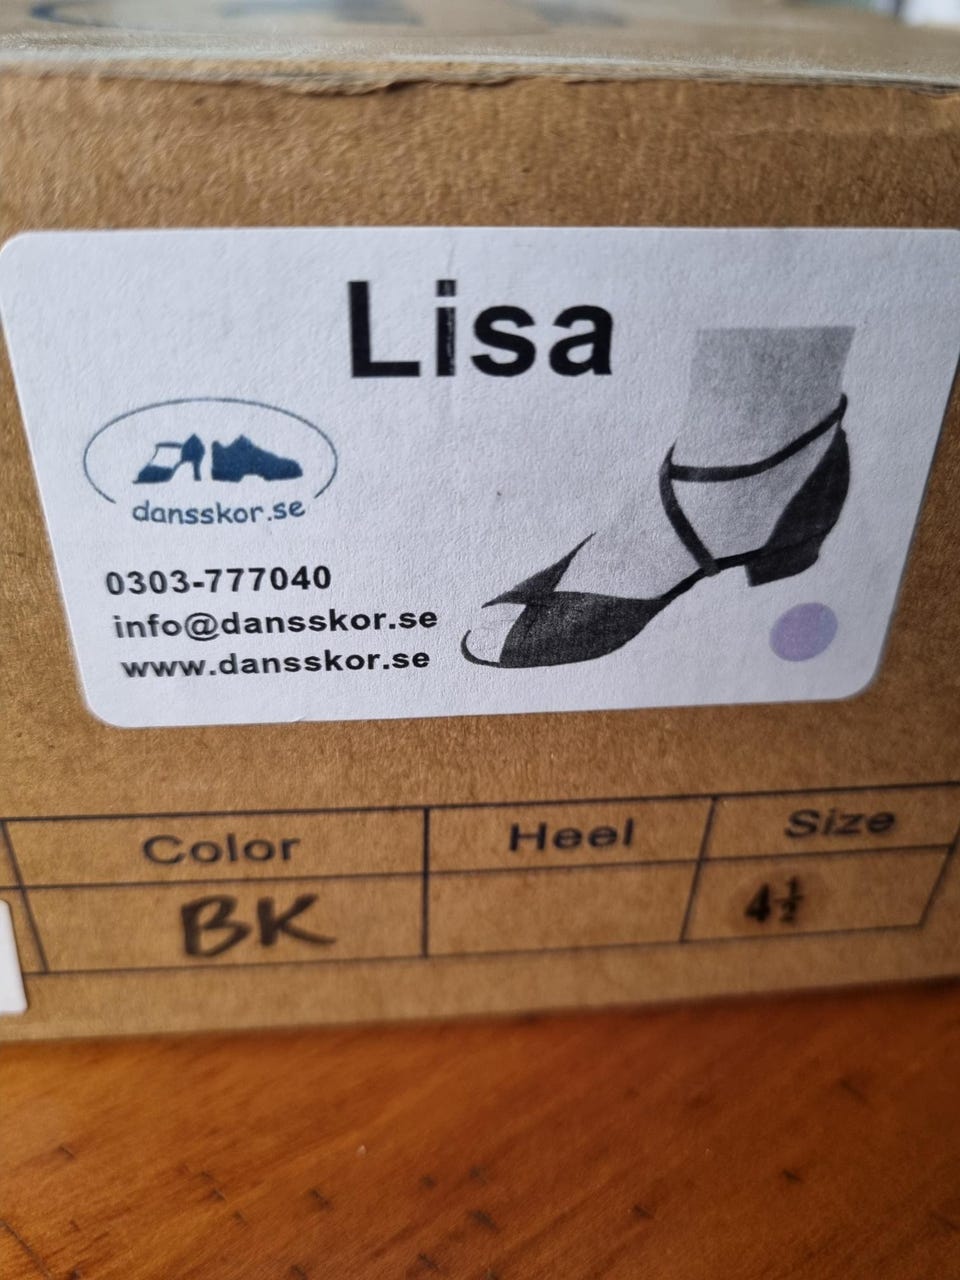 Lisa
dansskor.se
0303-777040
info@dansskor.se
www.dansskor.se
Color Heel Size
BK 4½